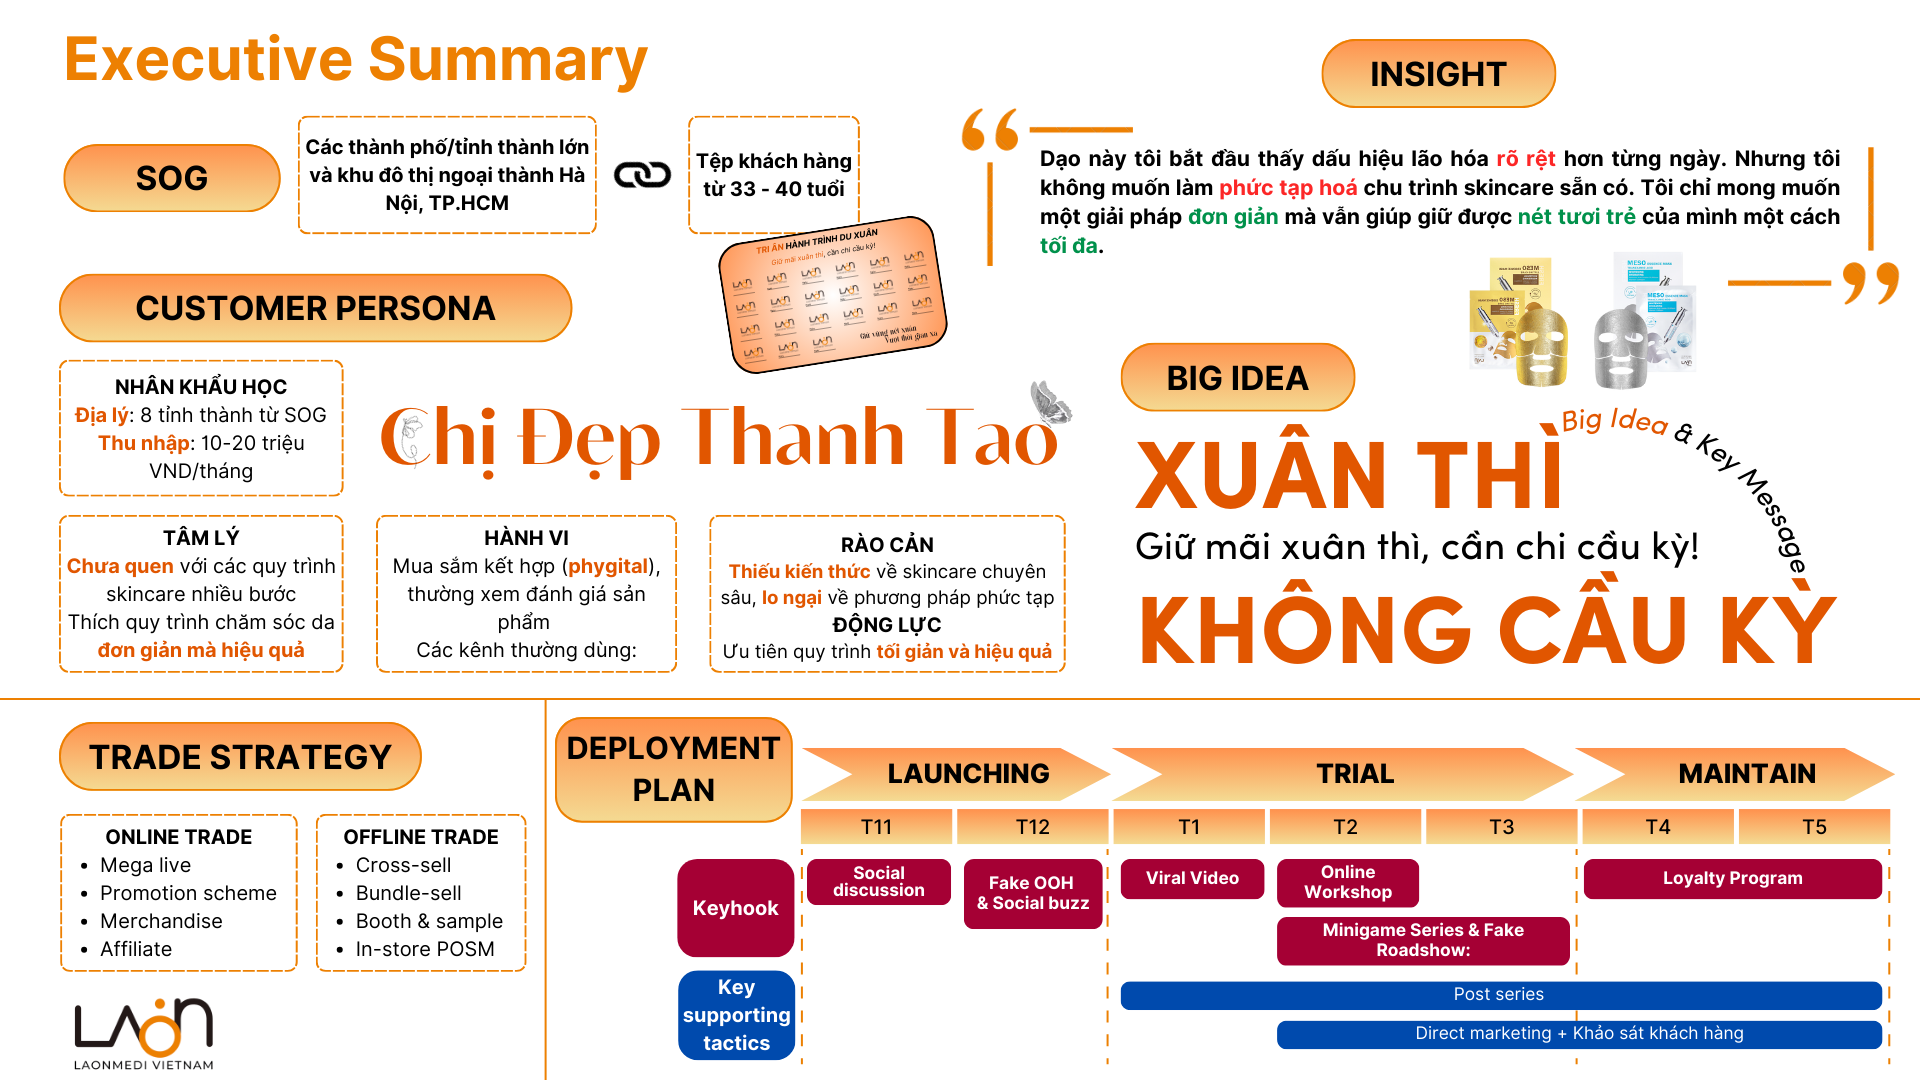 Executive Summary
SOG
Các thành phố/tỉnh thành lớn
và khu đô thị ngoại thành Hà
Nội, TP.HCM
Tệp khách hàng
từ 33 - 40 tuổi
TRI ÂN HÀNH TRÌNH DU XUÂN
Giữ mãi xuân thì, cần chi cầu kỳ!
Giữ vững nét xuân
Vượt thời gian xa
CUSTOMER PERSONA
NHÂN KHẨU HỌC
Địa lý: 8 tỉnh thành từ SOG
Thu nhập: 10-20 triệu
VND/tháng
Chị Đẹp Thanh Tao
TÂM LÝ
Chưa quen với các quy trình
skincare nhiều bước
Thích quy trình chăm sóc da
đơn giản mà hiệu quả
HÀNH VI
Mua sắm kết hợp (phygital),
thường xem đánh giá sản
phẩm
Các kênh thường dùng:
RÀO CẢN
Thiếu kiến thức về skincare chuyên
sâu, lo ngại về phương pháp phức tạp
ĐỘNG LỰC
Ưu tiên quy trình tối giản và hiệu quả
INSIGHT
“
Dạo này tôi bắt đầu thấy dấu hiệu lão hóa rõ rệt hơn từng ngày. Nhưng tôi
không muốn làm phức tạp hoá chu trình skincare sẵn có. Tôi chỉ mong muốn
một giải pháp đơn giản mà vẫn giúp giữ được nét tươi trẻ của mình một cách
tối đa.
”
MESO
MESO
BIG IDEA
Big Idea & Key Message
XUÂN THÌ
Giữ mãi xuân thì, cần chi cầu kỳ!
KHÔNG CẦU KỲ
TRADE STRATEGY
ONLINE TRADE
• Mega live
• Promotion scheme
• Merchandise
• Affiliate
OFFLINE TRADE
• Cross-sell
• Bundle-sell
• Booth & sample
• In-store POSM
LAON
LAONMEDI VIETNAM
DEPLOYMENT
PLAN
LAUNCHING
TRIAL
MAINTAIN
T11
T12
T1
T2
T3
T4
T5
Keyhook
Social
discussion
Fake OOH
& Social buzz
Viral Video
Online
Workshop
Loyalty Program
Minigame Series & Fake
Roadshow:
Key
supporting
tactics
Post series
Direct marketing + Khảo sát khách hàng